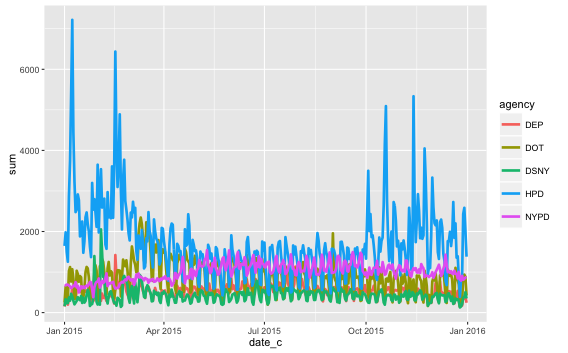 6000
4000
2000
0
sum
Jan 2015
Apr 2015
Jul 2015
Oct 2015
Jan 2016
date_c
agency
DEP
DOT
DSNY
HPD
NYPD